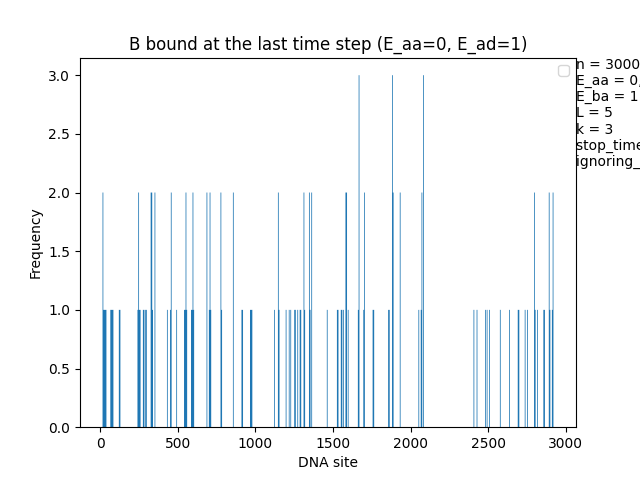 B bound at the last time step (E_aa=0, E_ad=1)
3.0
2.5
2.0
1.5
1.0
0.5
0.0
Frequency
0
500
1000
1500
2000
2500
3000
DNA site
n = 3000
E_aa = 0,
E_ba = 1
L = 5
k = 3
stop_time
ignoring_